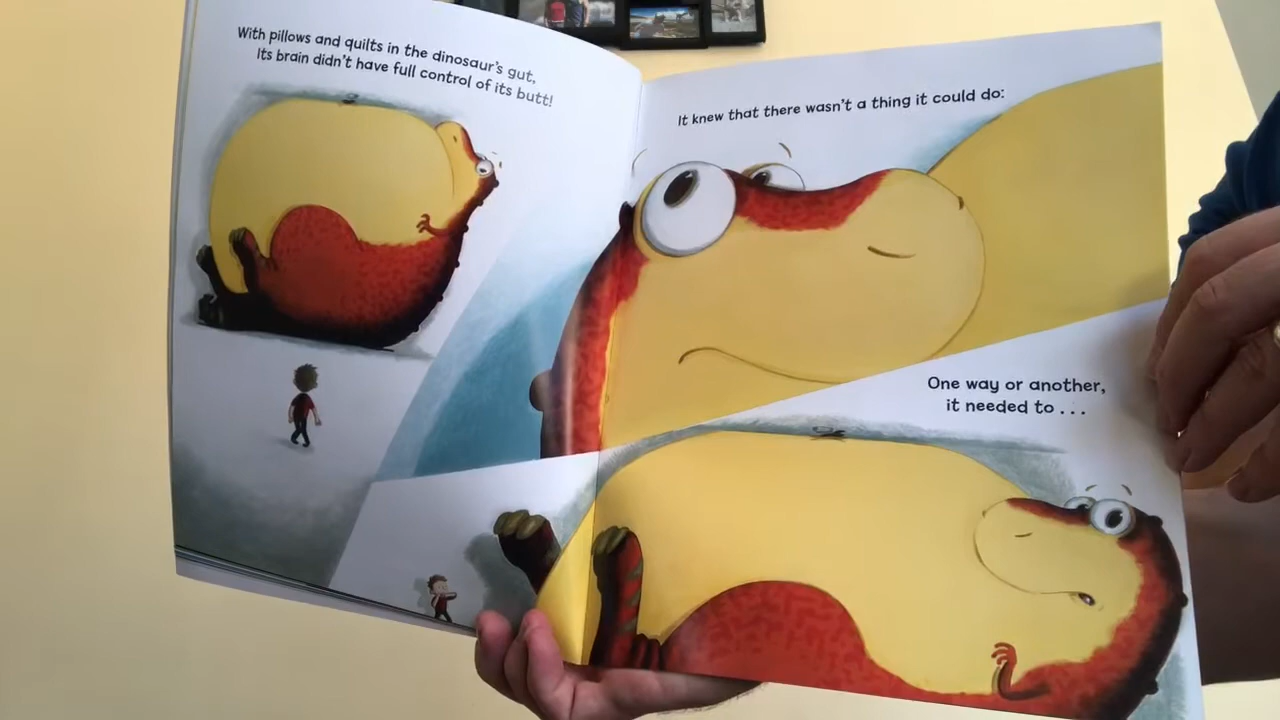 With pillows and quilts in the dinosaur's gut,
Its brain didn't have full control of its butt!
It knew that there wasn't a thing it could do:
One way or another,
it needed to . . .